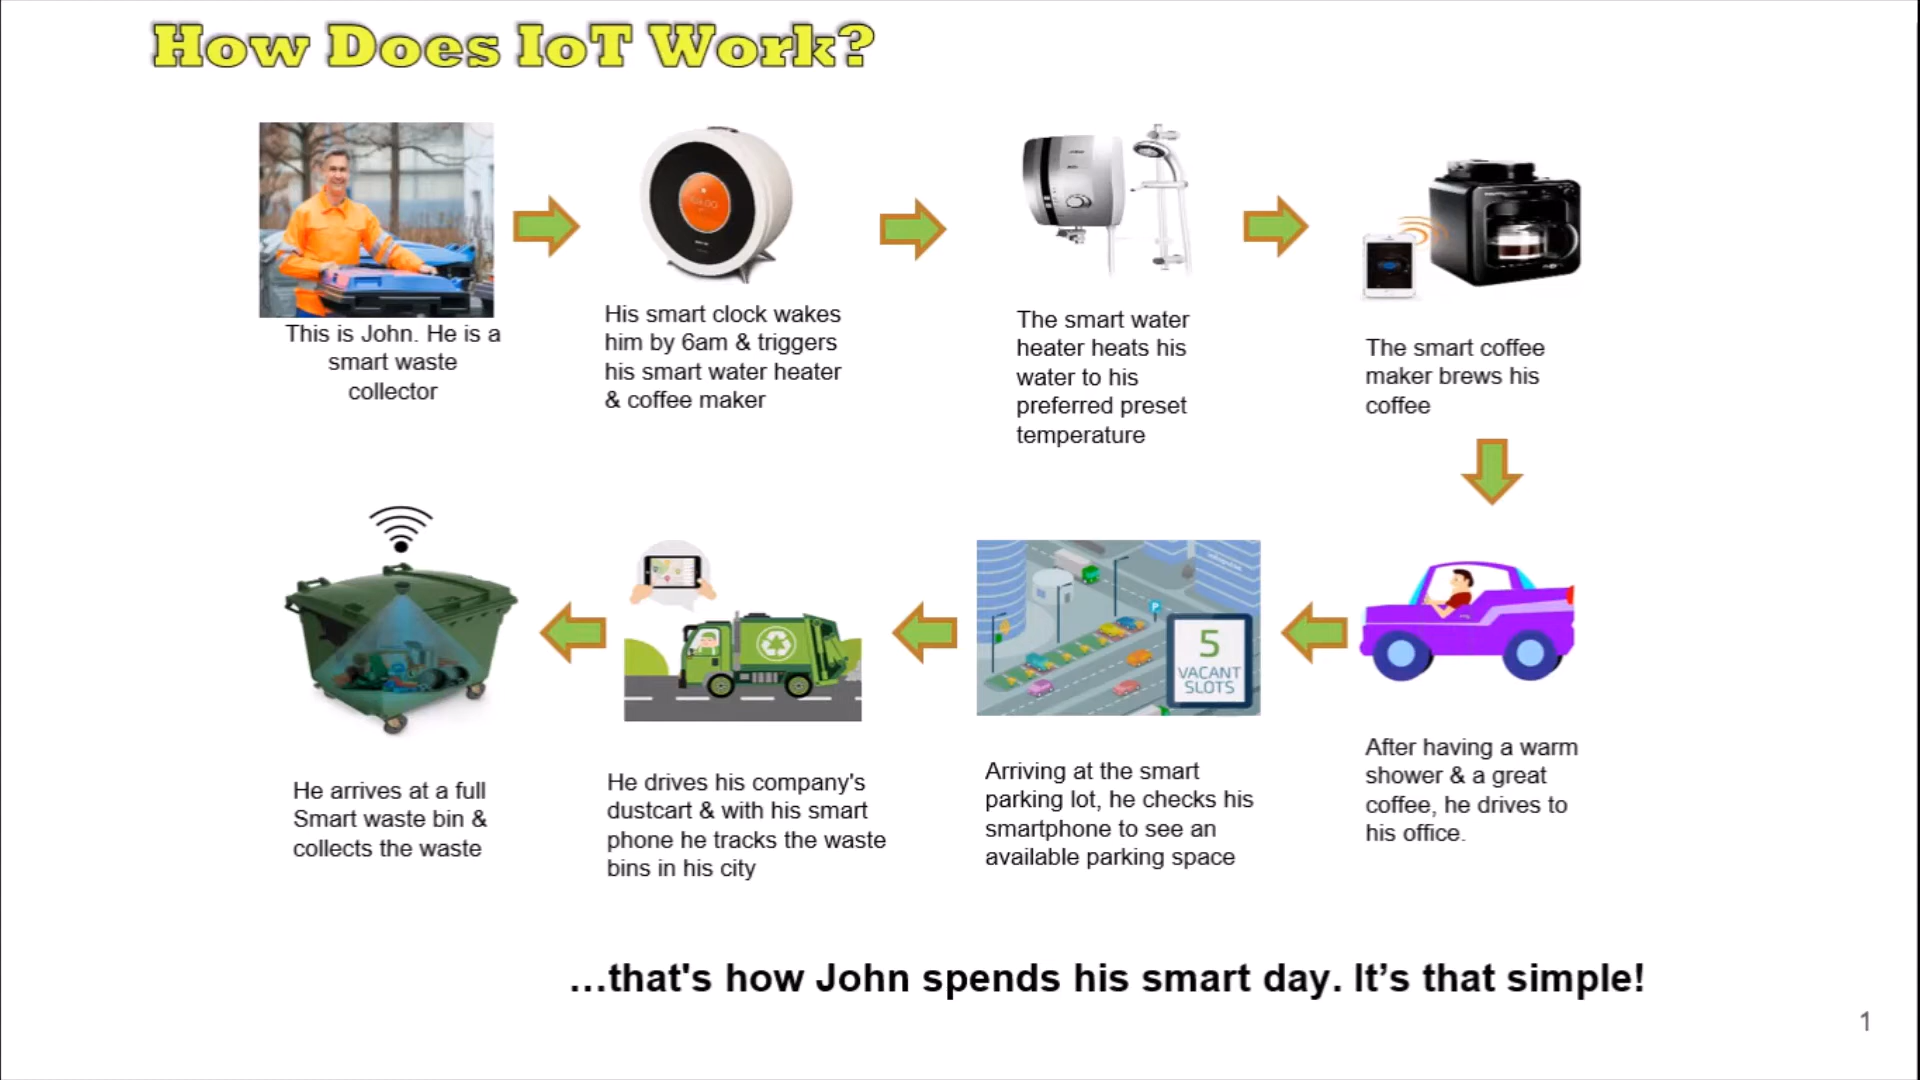 How Does IoT Work?
This is John. He is a
smart waste
collector
His smart clock wakes
him by 6am & triggers
his smart water heater
& coffee maker
The smart water
heater heats his
water to his
preferred preset
temperature
The smart coffee
maker brews his
coffee
After having a warm
shower & a great
coffee, he drives to
his office.
P
5
VACANT
SLOTS
Arriving at the smart
parking lot, he checks his
smartphone to see an
available parking space
He drives his company's
dustcart & with his smart
phone he tracks the waste
bins in his city
He arrives at a full
Smart waste bin &
collects the waste
...that's how John spends his smart day. It’s that simple!
1